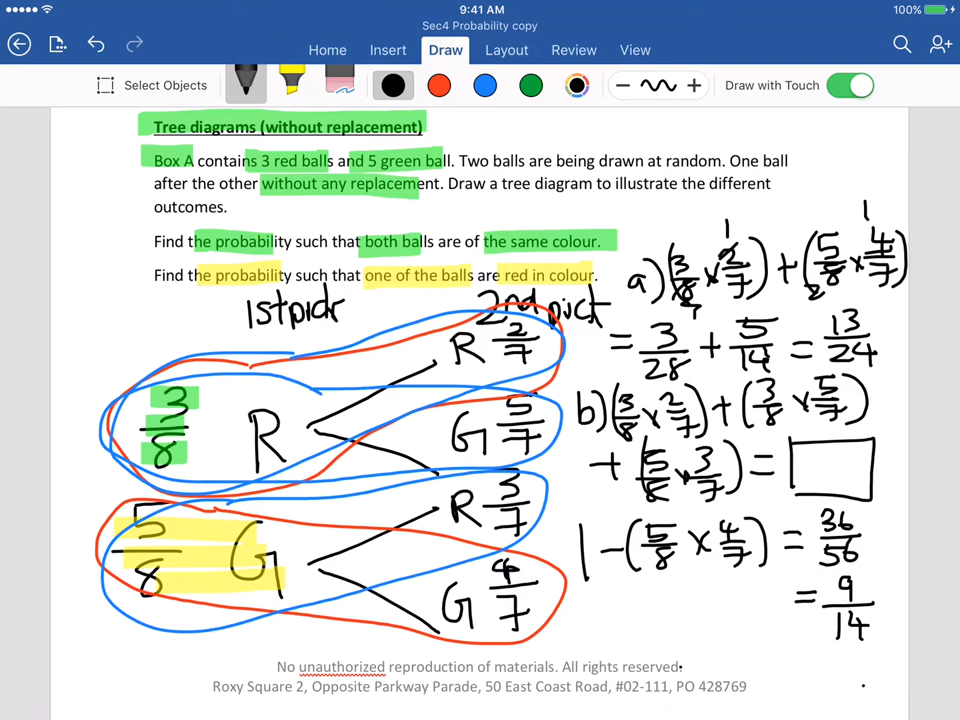 9:41 AM
100%
Sec4 Probability copy
Home Insert Draw Layout Review View
Select Objects
Draw with Touch
Tree diagrams (without replacement)
Box A contains 3 red balls and 5 green ball. Two balls are being drawn at random. One ball
after the other without any replacement. Draw a tree diagram to illustrate the different
outcomes.
Find the probability such that both balls are of the same colour.
Find the probability such that one of the balls are red in colour.
1st pick 2nd pick
3/8 R
R 2/7
G 5/7
5/8 G
R 3/7
G 4/7
a) (3/8 × 2/7) + (5/8 × 4/7)
= 3/28 + 5/14 = 13/24
b) (3/8 × 2/7) + (3/8 × 5/7)
+ (5/8 × 3/7) =
1 - (5/8 × 4/7) = 36/56
= 9/14
No unauthorized reproduction of materials. All rights reserved.
Roxy Square 2, Opposite Parkway Parade, 50 East Coast Road, #02-111, PO 428769